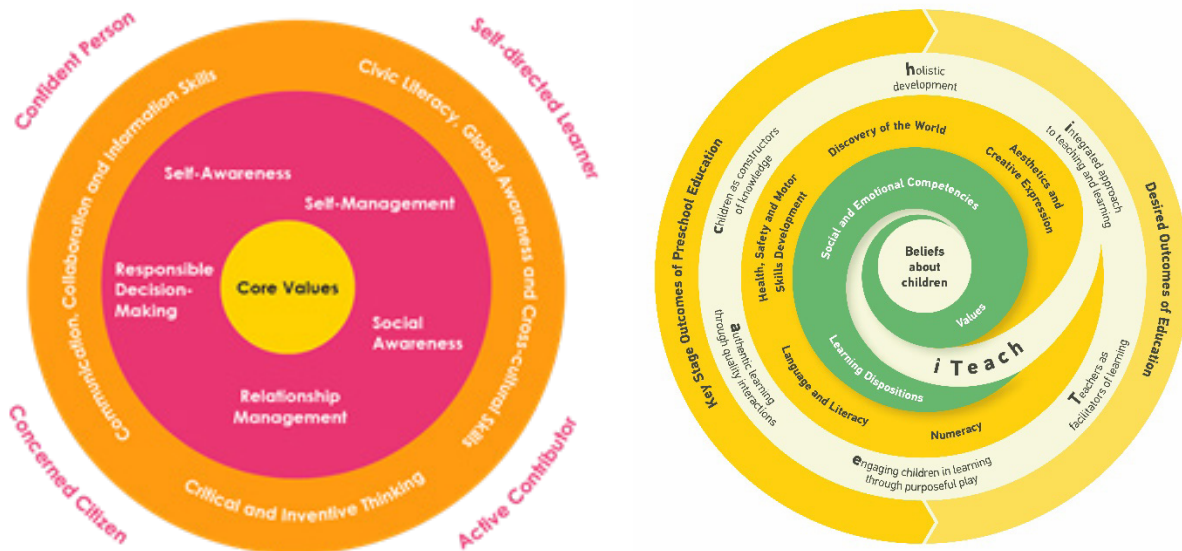 Confident Person
Self-directed Learner
Communication, Collaboration and Information Skills
Civic Literacy, Global Awareness and Cross-cultural Skills
Self-Awareness
Self-Management
Responsible
Decision-
Making
Core Values
Social
Awareness
Relationship
Management
Critical and Inventive Thinking
Concerned Citizen
Active Contributor
Key Stage Outcomes of Preschool Education
Desired Outcomes of Education
holistic
development
Children as constructors
of knowledge
integrated approach
to teaching and learning
Discovery of the World
Aesthetics and
Creative Expression
Health, Safety and Motor
Skills Development
Social and Emotional Competencies
Beliefs
about
children
Values
Learning Dispositions
i Teach
authentic learning
through quality interactions
Language and Literacy
Numeracy
Teachers as
facilitators of learning
engaging children in learning
through purposeful play